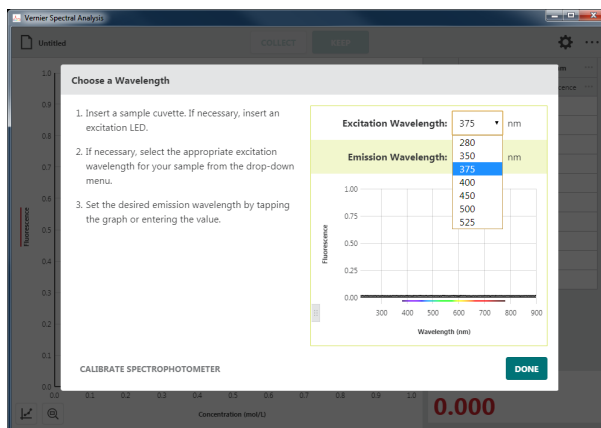 Vernier Spectral Analysis
Untitled
COLLECT
KEEP
Choose a Wavelength
1. Insert a sample cuvette. If necessary, insert an
excitation LED.
2. If necessary, select the appropriate excitation
wavelength for your sample from the drop-down
menu.
3. Set the desired emission wavelength by tapping
the graph or entering the value.
Excitation Wavelength: 375 nm
Emission Wavelength: nm
280
350
375
400
450
500
525
1.00
0.75
0.50
0.25
0.00
Fluorescence
300 400 500 600 700 800 900
Wavelength (nm)
CALIBRATE SPECTROPHOTOMETER
DONE
1.0
0.9
0.8
0.7
0.6
0.5
0.4
0.3
0.2
0.1
0.0
Fluorescence
0.0 0.1 0.2 0.3 0.4 0.5 0.6 0.7 0.8 0.9 1.0
Concentration (mol/L)
0.000